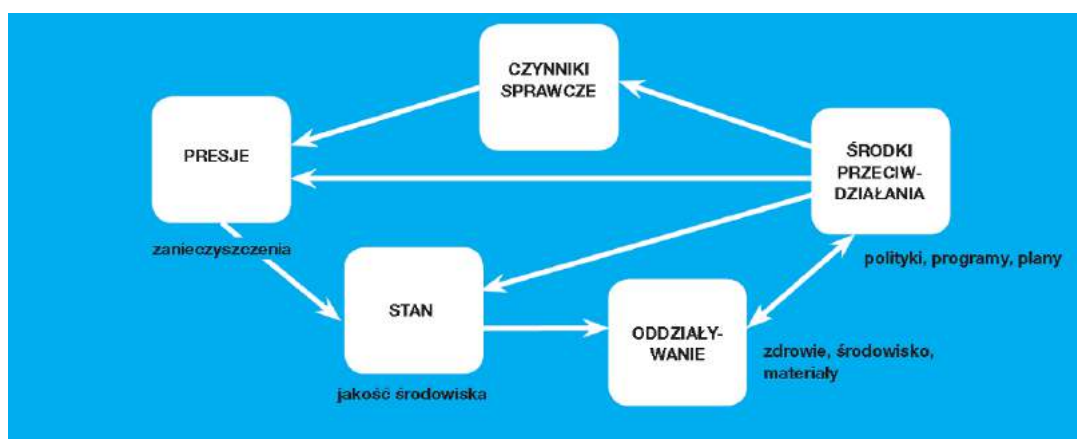 CZYNNIKI
SPRAWCZE
PRESJE
ŚRODKI
PRZECIW-
DZIAŁANIA
zanieczyszczenia
polityki, programy, plany
STAN
ODDZIAŁY-
WANIE
zdrowie, środowisko,
materiały
jakość środowiska